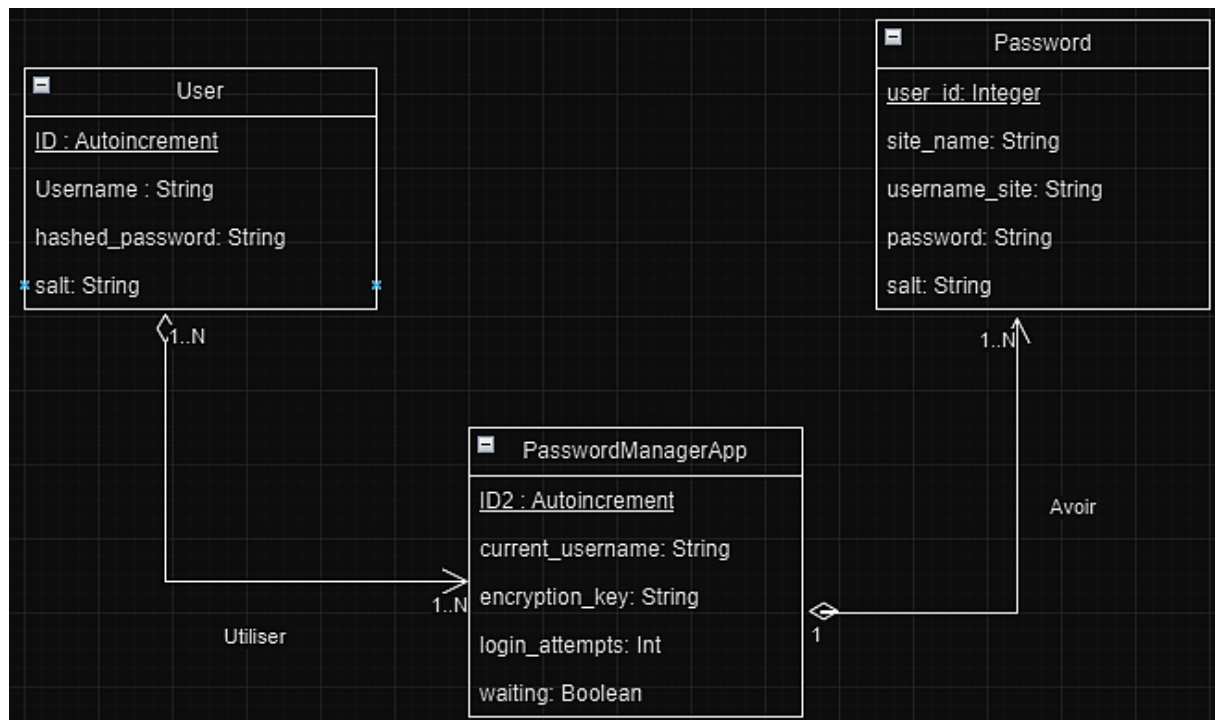 User
ID : Autoincrement
Username : String
hashed_password: String
salt: String
1..N
Password
user_id: Integer
site_name: String
username_site: String
password: String
salt: String
1..N
PasswordManagerApp
ID2 : Autoincrement
current_username: String
encryption_key: String
login_attempts: Int
waiting: Boolean
1..N
Utiliser
1
Avoir